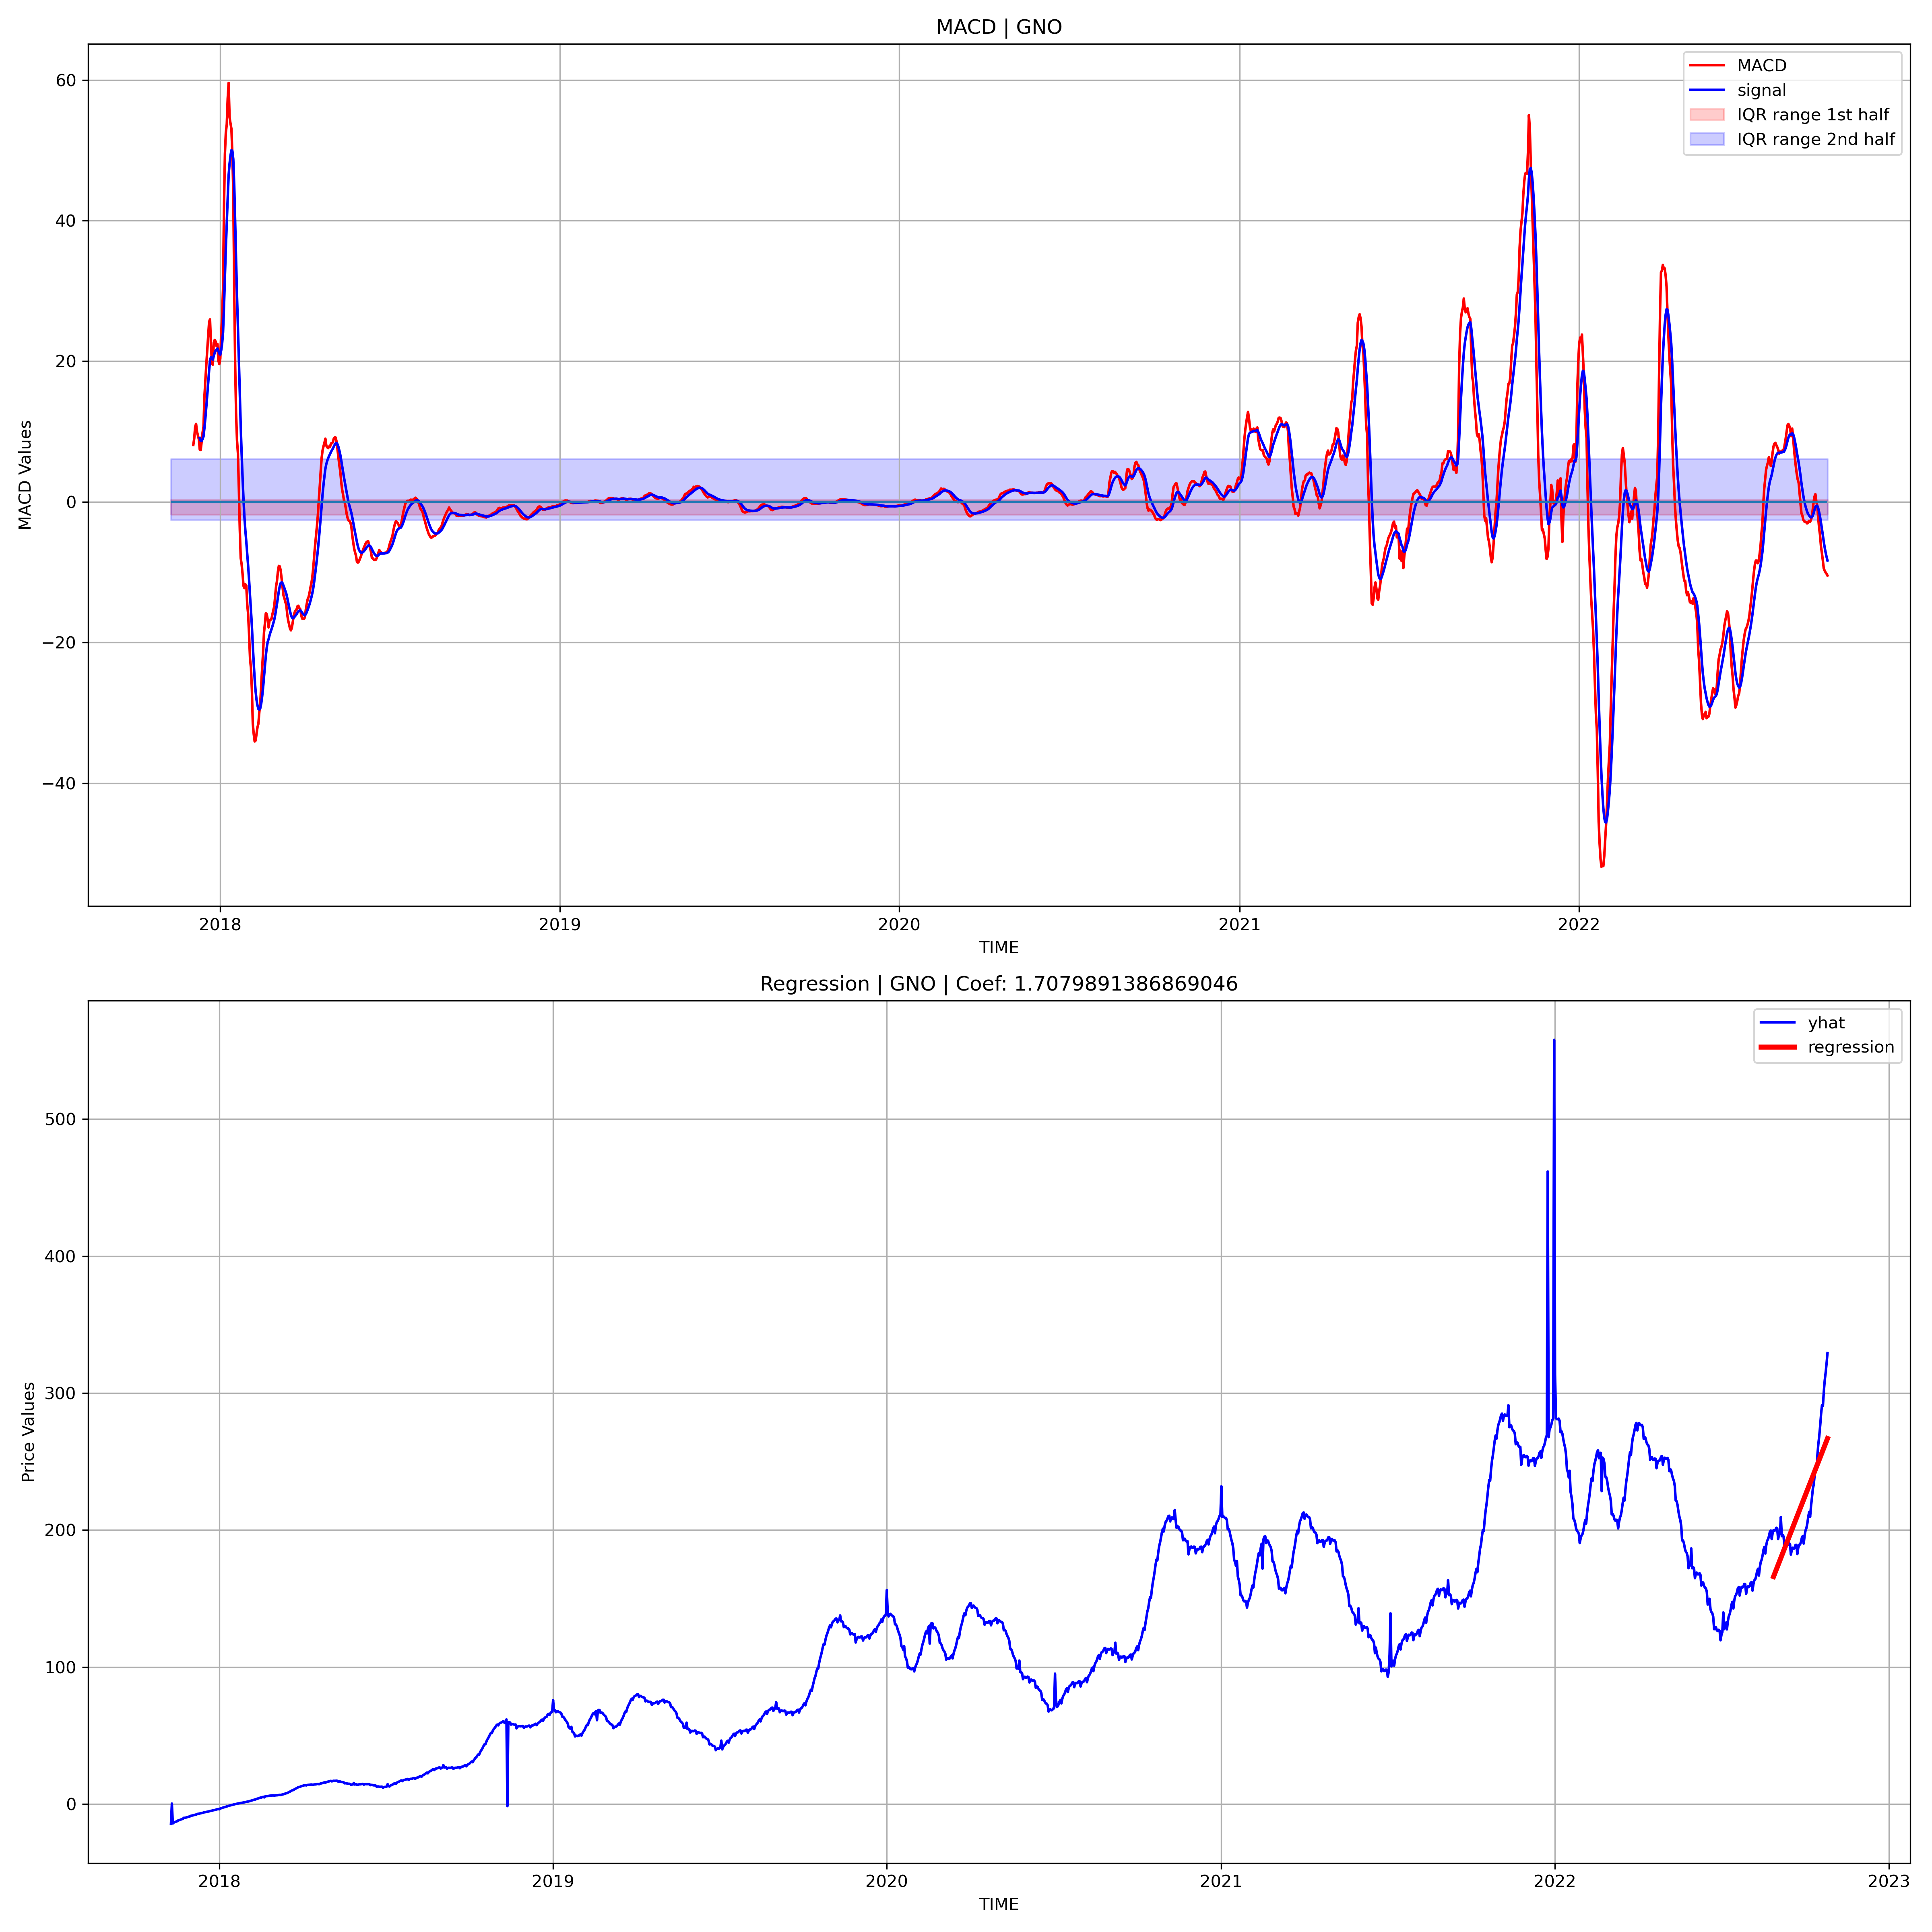 MACD | GNO
MACD
signal
IQR range 1st half
IQR range 2nd half
MACD Values
60
40
20
0
−20
−40
2018
2019
2020
2021
2022
TIME
Regression | GNO | Coef: 1.7079891386869046
yhat
regression
Price Values
500
400
300
200
100
0
2018
2019
2020
2021
2022
2023
TIME